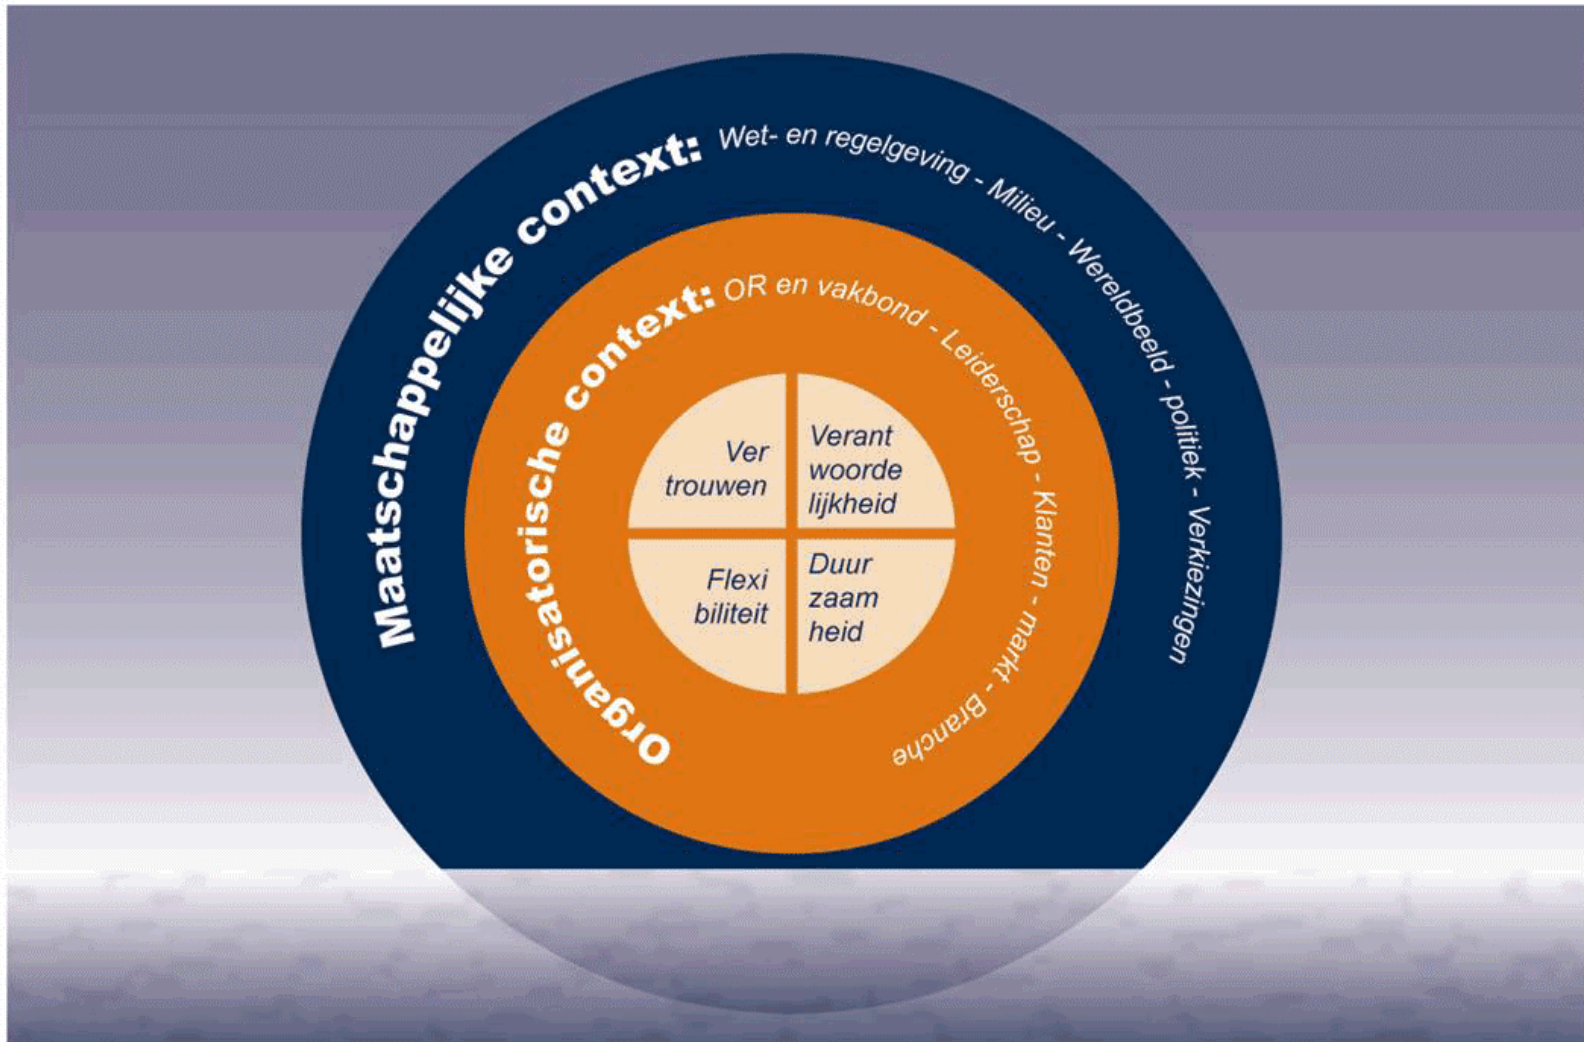 Maatschappelijke context: Wet- en regelgeving - Milieu - Wereldbeeld - politiek - Verkiezingen
Organisatorische context: OR en vakbond - Leiderschap - Klanten - markt - Branche
Ver
trouwen
Verant
woorde
lijkheid
Flexi
biliteit
Duur
zaam
heid